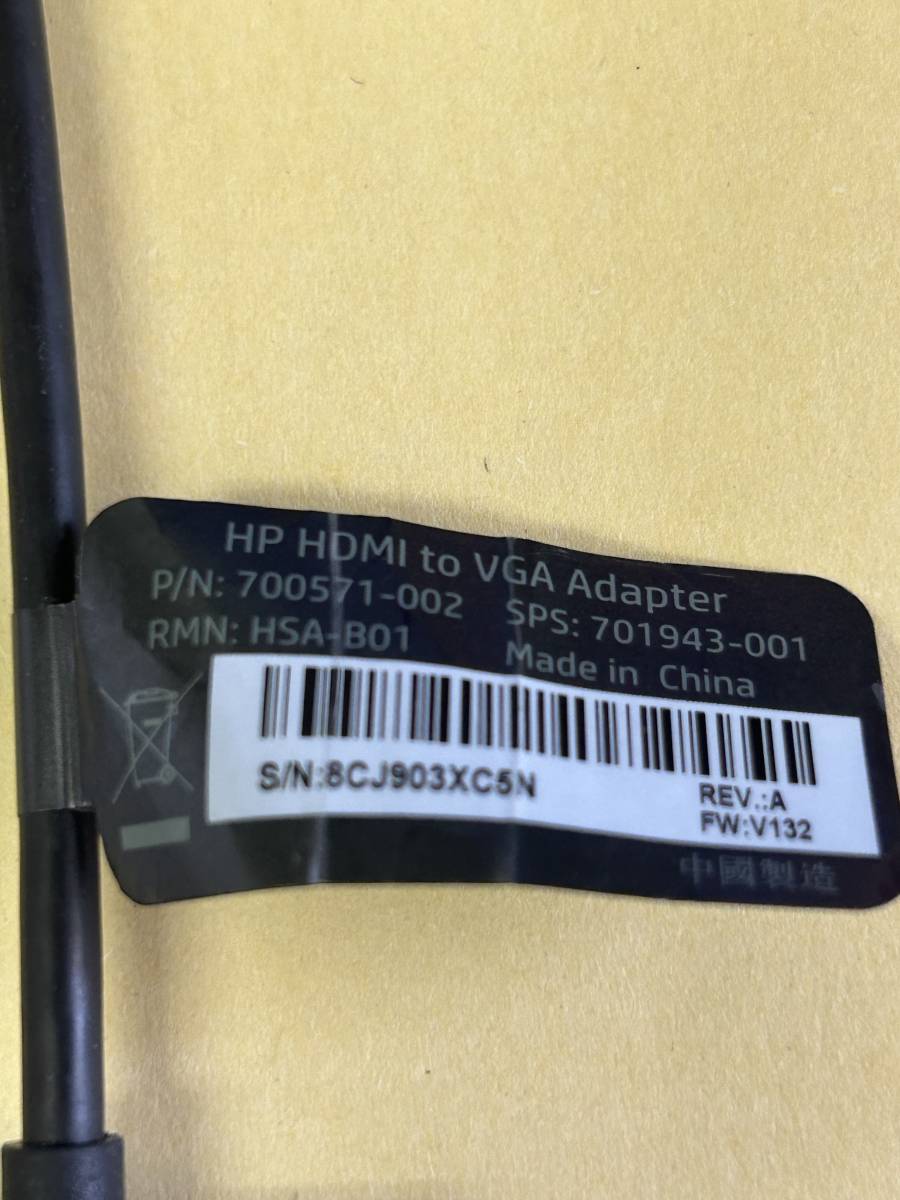 HP HDMI to VGA Adapter
P/N: 700571-002 SPS: 701943-001
RMN: HSA-B01 Made in China
S/N:8CJ903XC5N REV.:A
FW:V132
中國製造